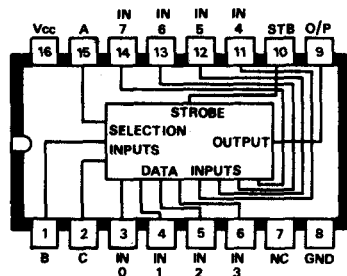 IN IN IN IN
Vcc A 7 6 5 4 STB O/P
16 15 14 13 12 11 10 9
STROBE
SELECTION
INPUTS OUTPUT
DATA INPUTS
1 2 3 4 5 6 7 8
B C IN IN IN IN NC GND
0 1 2 3